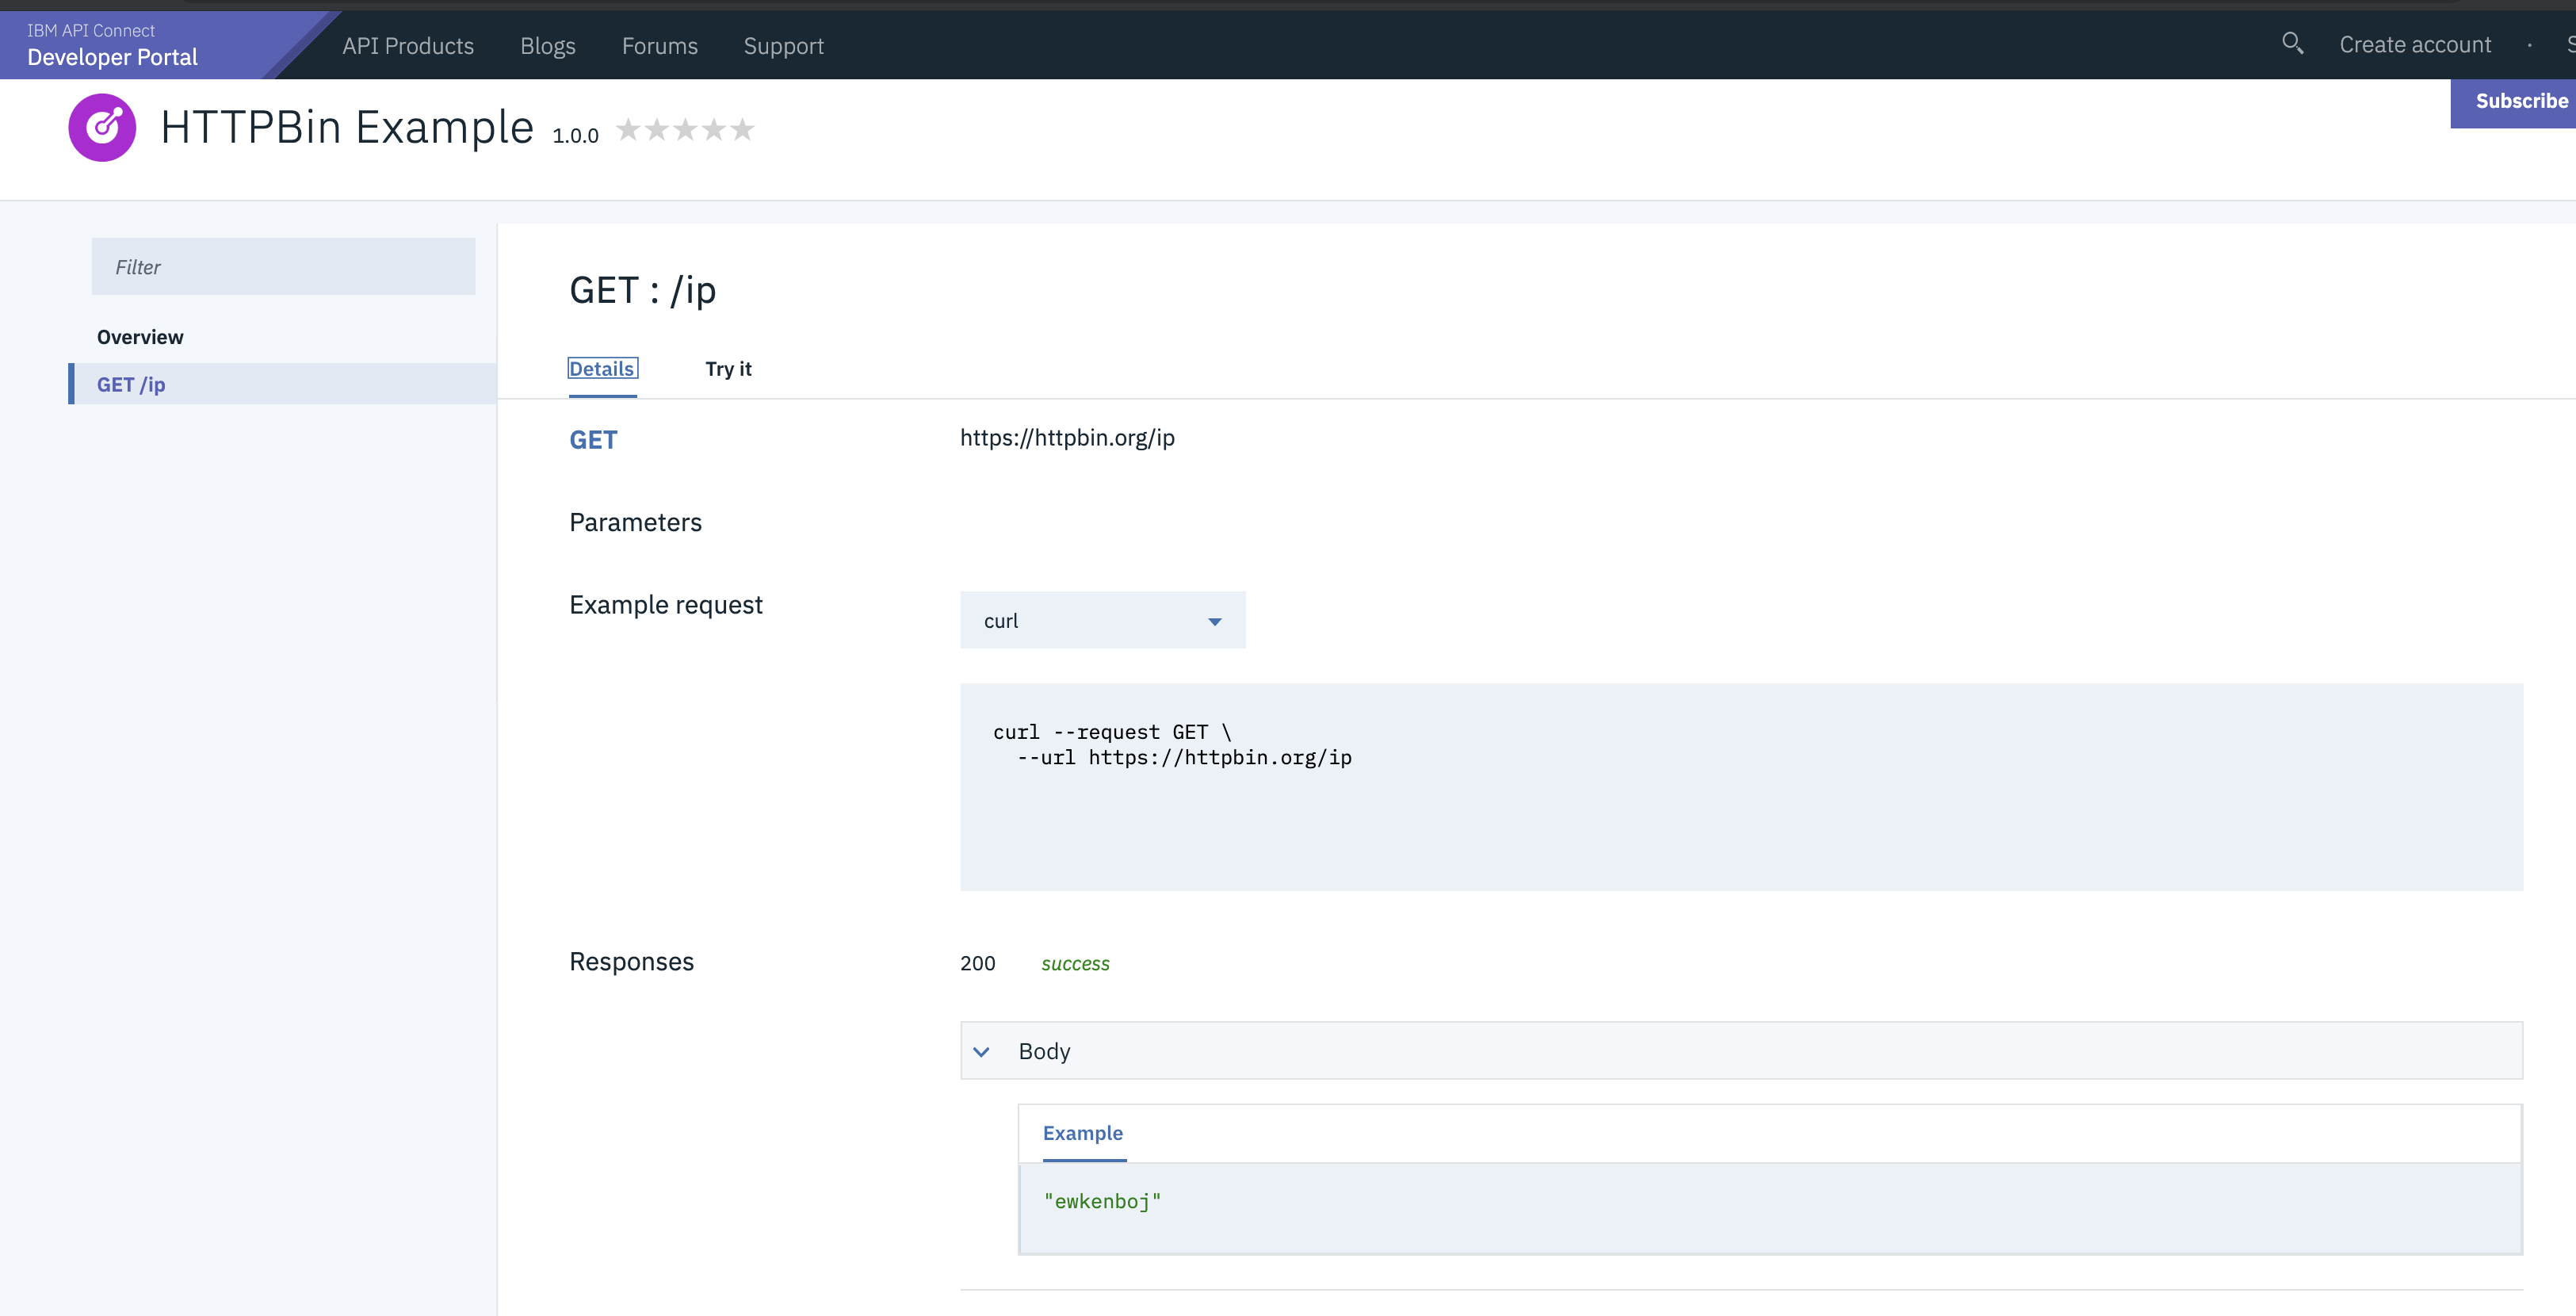 IBM API Connect
Developer Portal
API Products
Blogs
Forums
Support
Create account
Subscribe
HTTPBin Example 1.0.0
Filter
Overview
GET /ip
GET : /ip
Details
Try it
GET
https://httpbin.org/ip
Parameters
Example request
curl
curl --request GET \
--url https://httpbin.org/ip
Responses
200
success
Body
Example
"ewkenboj"